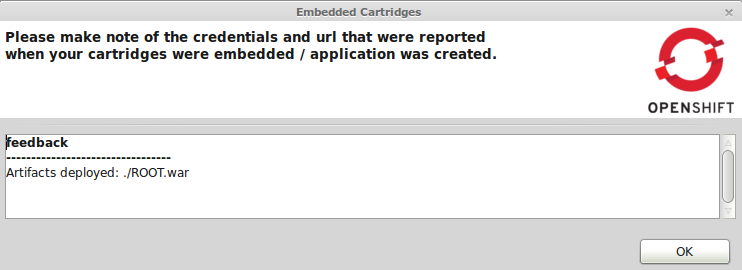 Embedded Cartridges
Please make note of the credentials and url that were reported
when your cartridges were embedded / application was created.
OPENSHIFT
feedback
---------------------------------
Artifacts deployed: ./ROOT.war
OK